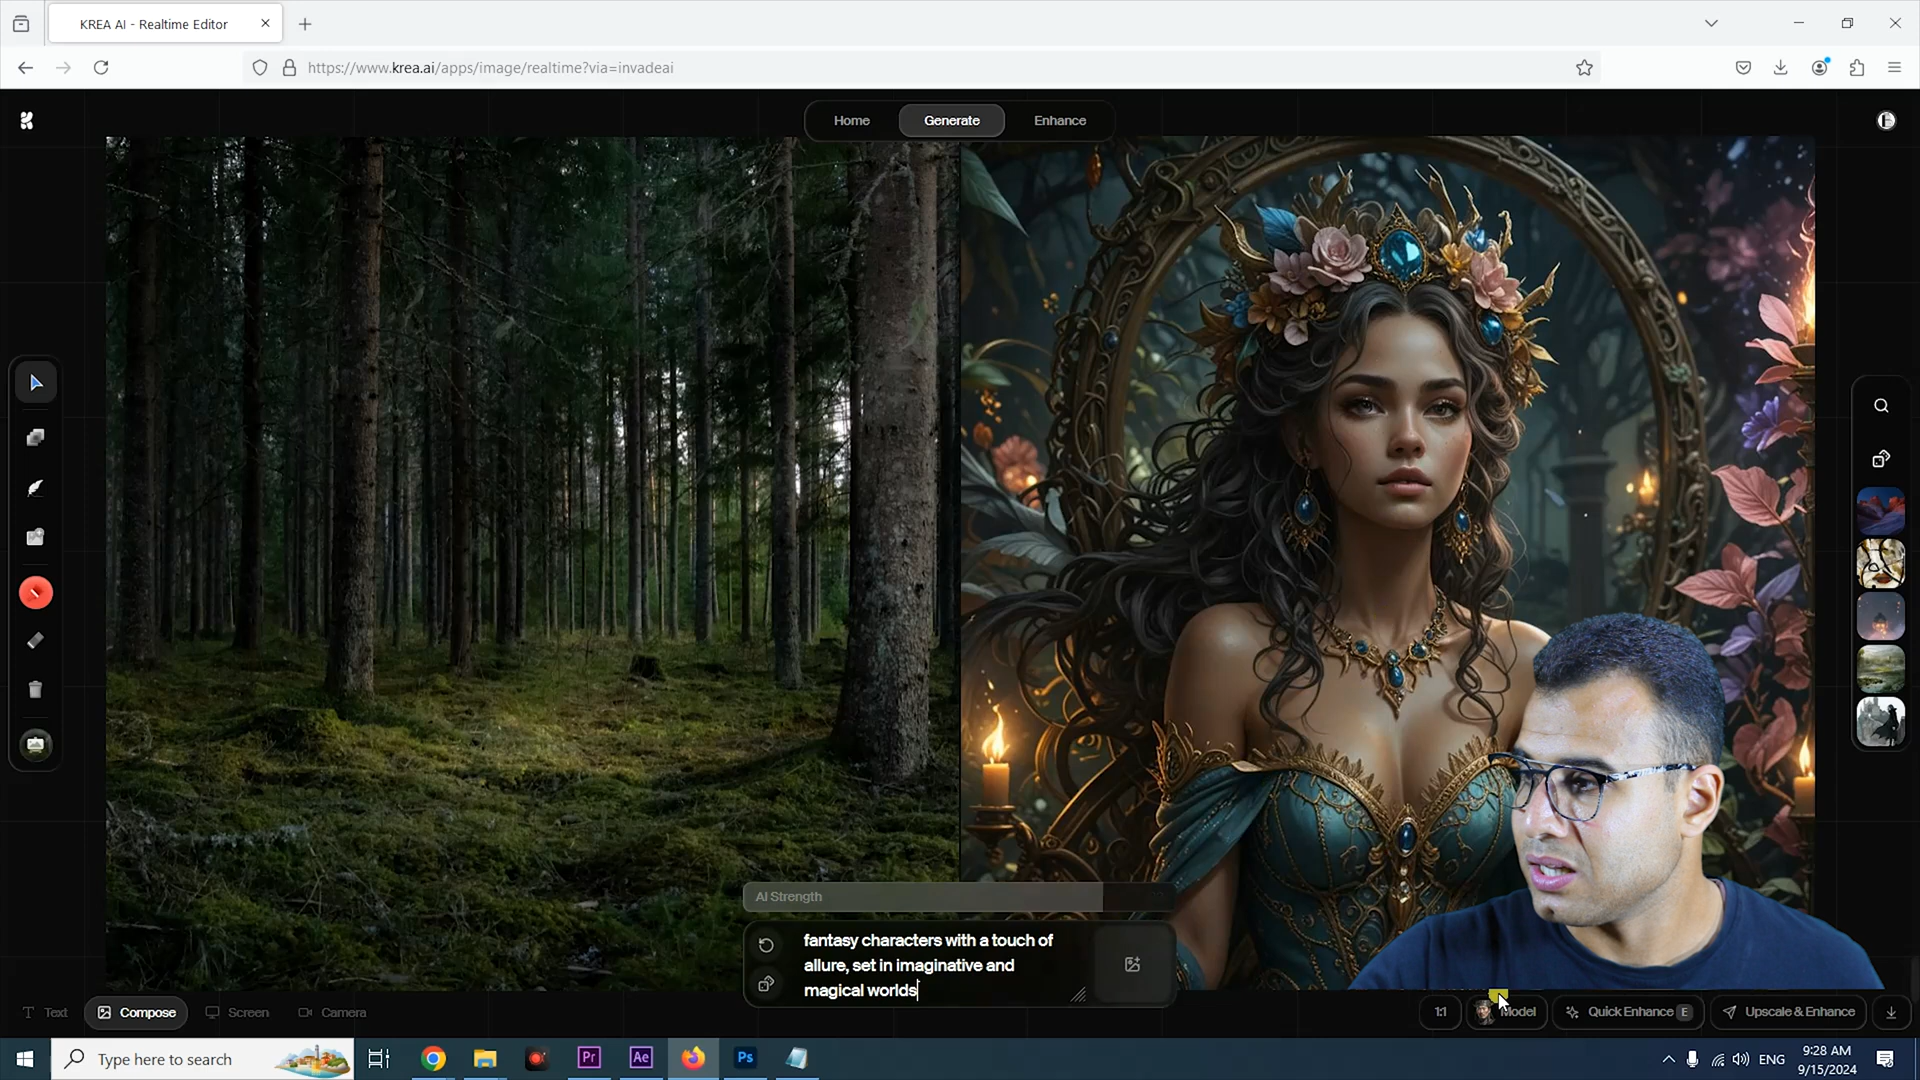 KREA AI - Realtime Editor
https://www.krea.ai/apps/image/realtime?via=invadeai
Home
Generate
Enhance
AI Strength
fantasy characters with a touch of
allure, set in imaginative and
magical worlds
Text
Compose
Screen
Camera
1:1
Model
Quick Enhance E
Upscale & Enhance
Type here to search
Pr
Ae
Ps
ENG
9:28 AM
9/15/2024